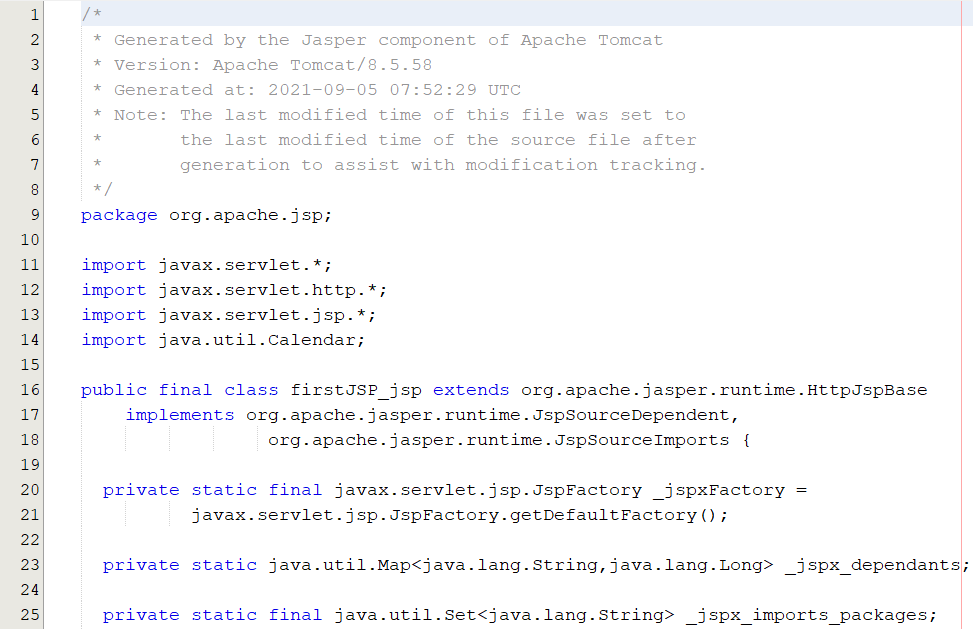 1 /*
2  * Generated by the Jasper component of Apache Tomcat
3  * Version: Apache Tomcat/8.5.58
4  * Generated at: 2021-09-05 07:52:29 UTC
5  * Note: The last modified time of this file was set to
6  *       the last modified time of the source file after
7  *       generation to assist with modification tracking.
8  */
9 package org.apache.jsp;
10
11 import javax.servlet.*;
12 import javax.servlet.http.*;
13 import javax.servlet.jsp.*;
14 import java.util.Calendar;
15
16 public final class firstJSP_jsp extends org.apache.jasper.runtime.HttpJspBase
17     implements org.apache.jasper.runtime.JspSourceDependent,
18                  org.apache.jasper.runtime.JspSourceImports {
19
20   private static final javax.servlet.jsp.JspFactory _jspxFactory =
21           javax.servlet.jsp.JspFactory.getDefaultFactory();
22
23   private static java.util.Map<java.lang.String,java.lang.Long> _jspx_dependants;
24
25   private static final java.util.Set<java.lang.String> _jspx_imports_packages;